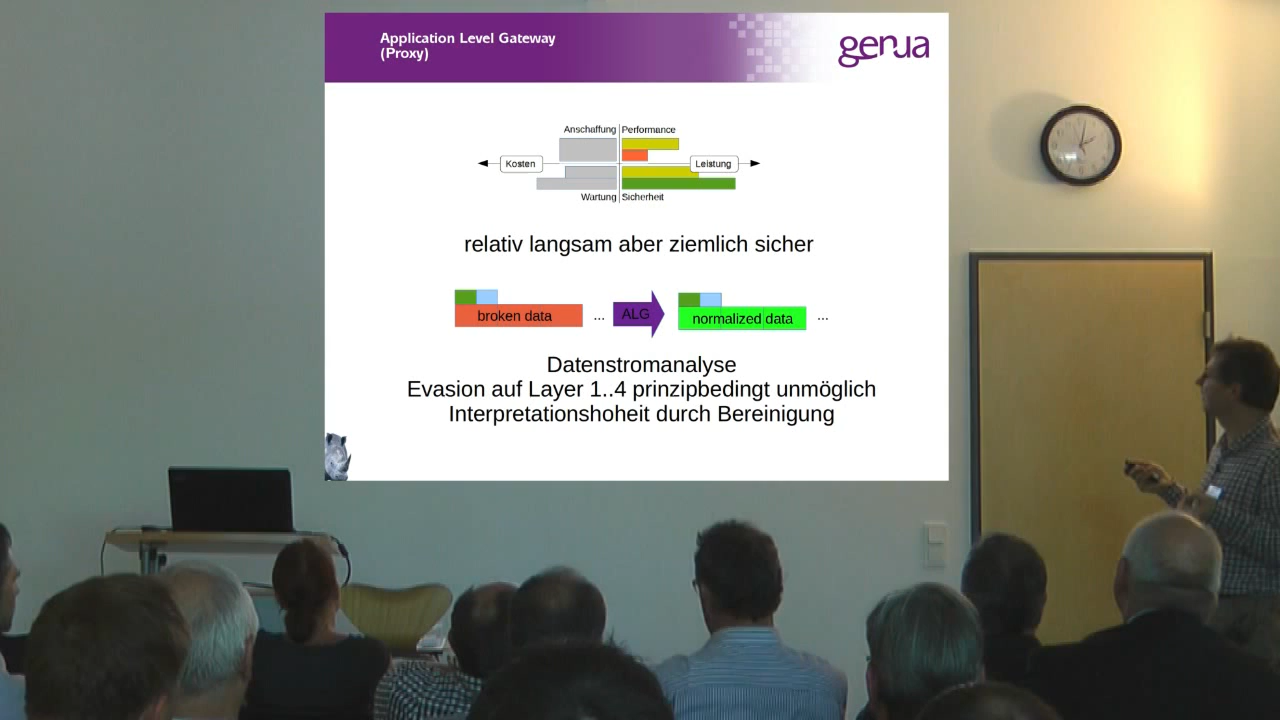 Application Level Gateway
(Proxy)
genua
Anschaffung Performance
Kosten Leistung
Wartung Sicherheit
relativ langsam aber ziemlich sicher
broken data ... ALG normalized data ...
Datenstromanalyse
Evasion auf Layer 1..4 prinzipbedingt unmöglich
Interpretationshoheit durch Bereinigung